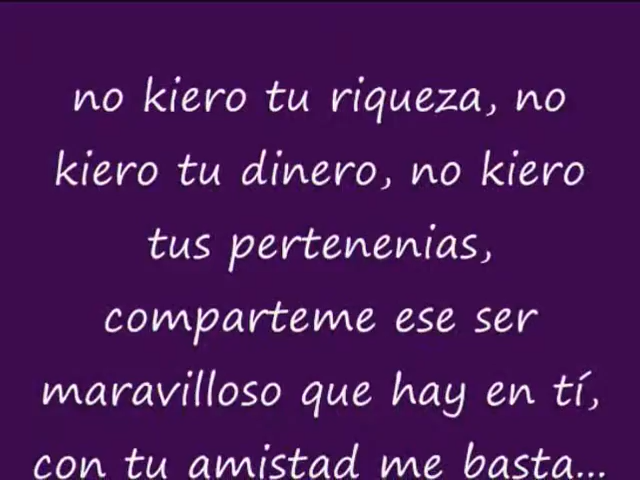 no kiero tu riqueza, no
kiero tu dinero, no kiero
tus pertenenias,
comparteme ese ser
maravilloso que hay en tí,
con tu amistad me basta...